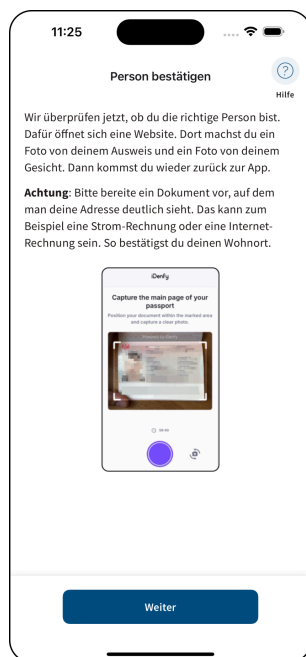 11:25
Person bestätigen
?
Hilfe
Wir überprüfen jetzt, ob du die richtige Person bist.
Dafür öffnet sich eine Website. Dort machst du ein
Foto von deinem Ausweis und ein Foto von deinem
Gesicht. Dann kommst du wieder zurück zur App.
Achtung: Bitte bereite ein Dokument vor, auf dem
man deine Adresse deutlich sieht. Das kann zum
Beispiel eine Strom-Rechnung oder eine Internet-
Rechnung sein. So bestätigst du deinen Wohnort.
iDenfy
Capture the main page of your
passport
Position your document within the marked area
and capture a clear photo.
Weiter